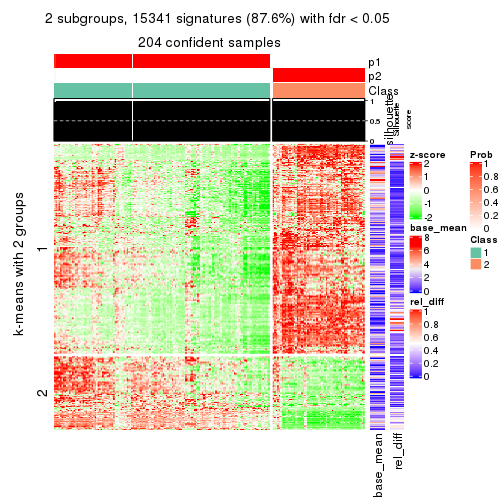 2 subgroups, 15341 signatures (87.6%) with fdr < 0.05
204 confident samples
p1
p2
Class
1
0.5
0
silhouette
Silhouette
score
k-means with 2 groups
1
2
base_mean
rel_diff
z-score
2
1
0
-1
-2
base_mean
8
6
4
2
0
rel_diff
1
0.8
0.6
0.4
0.2
0
Prob
1
0.8
0.6
0.4
0.2
0
Class
1
2